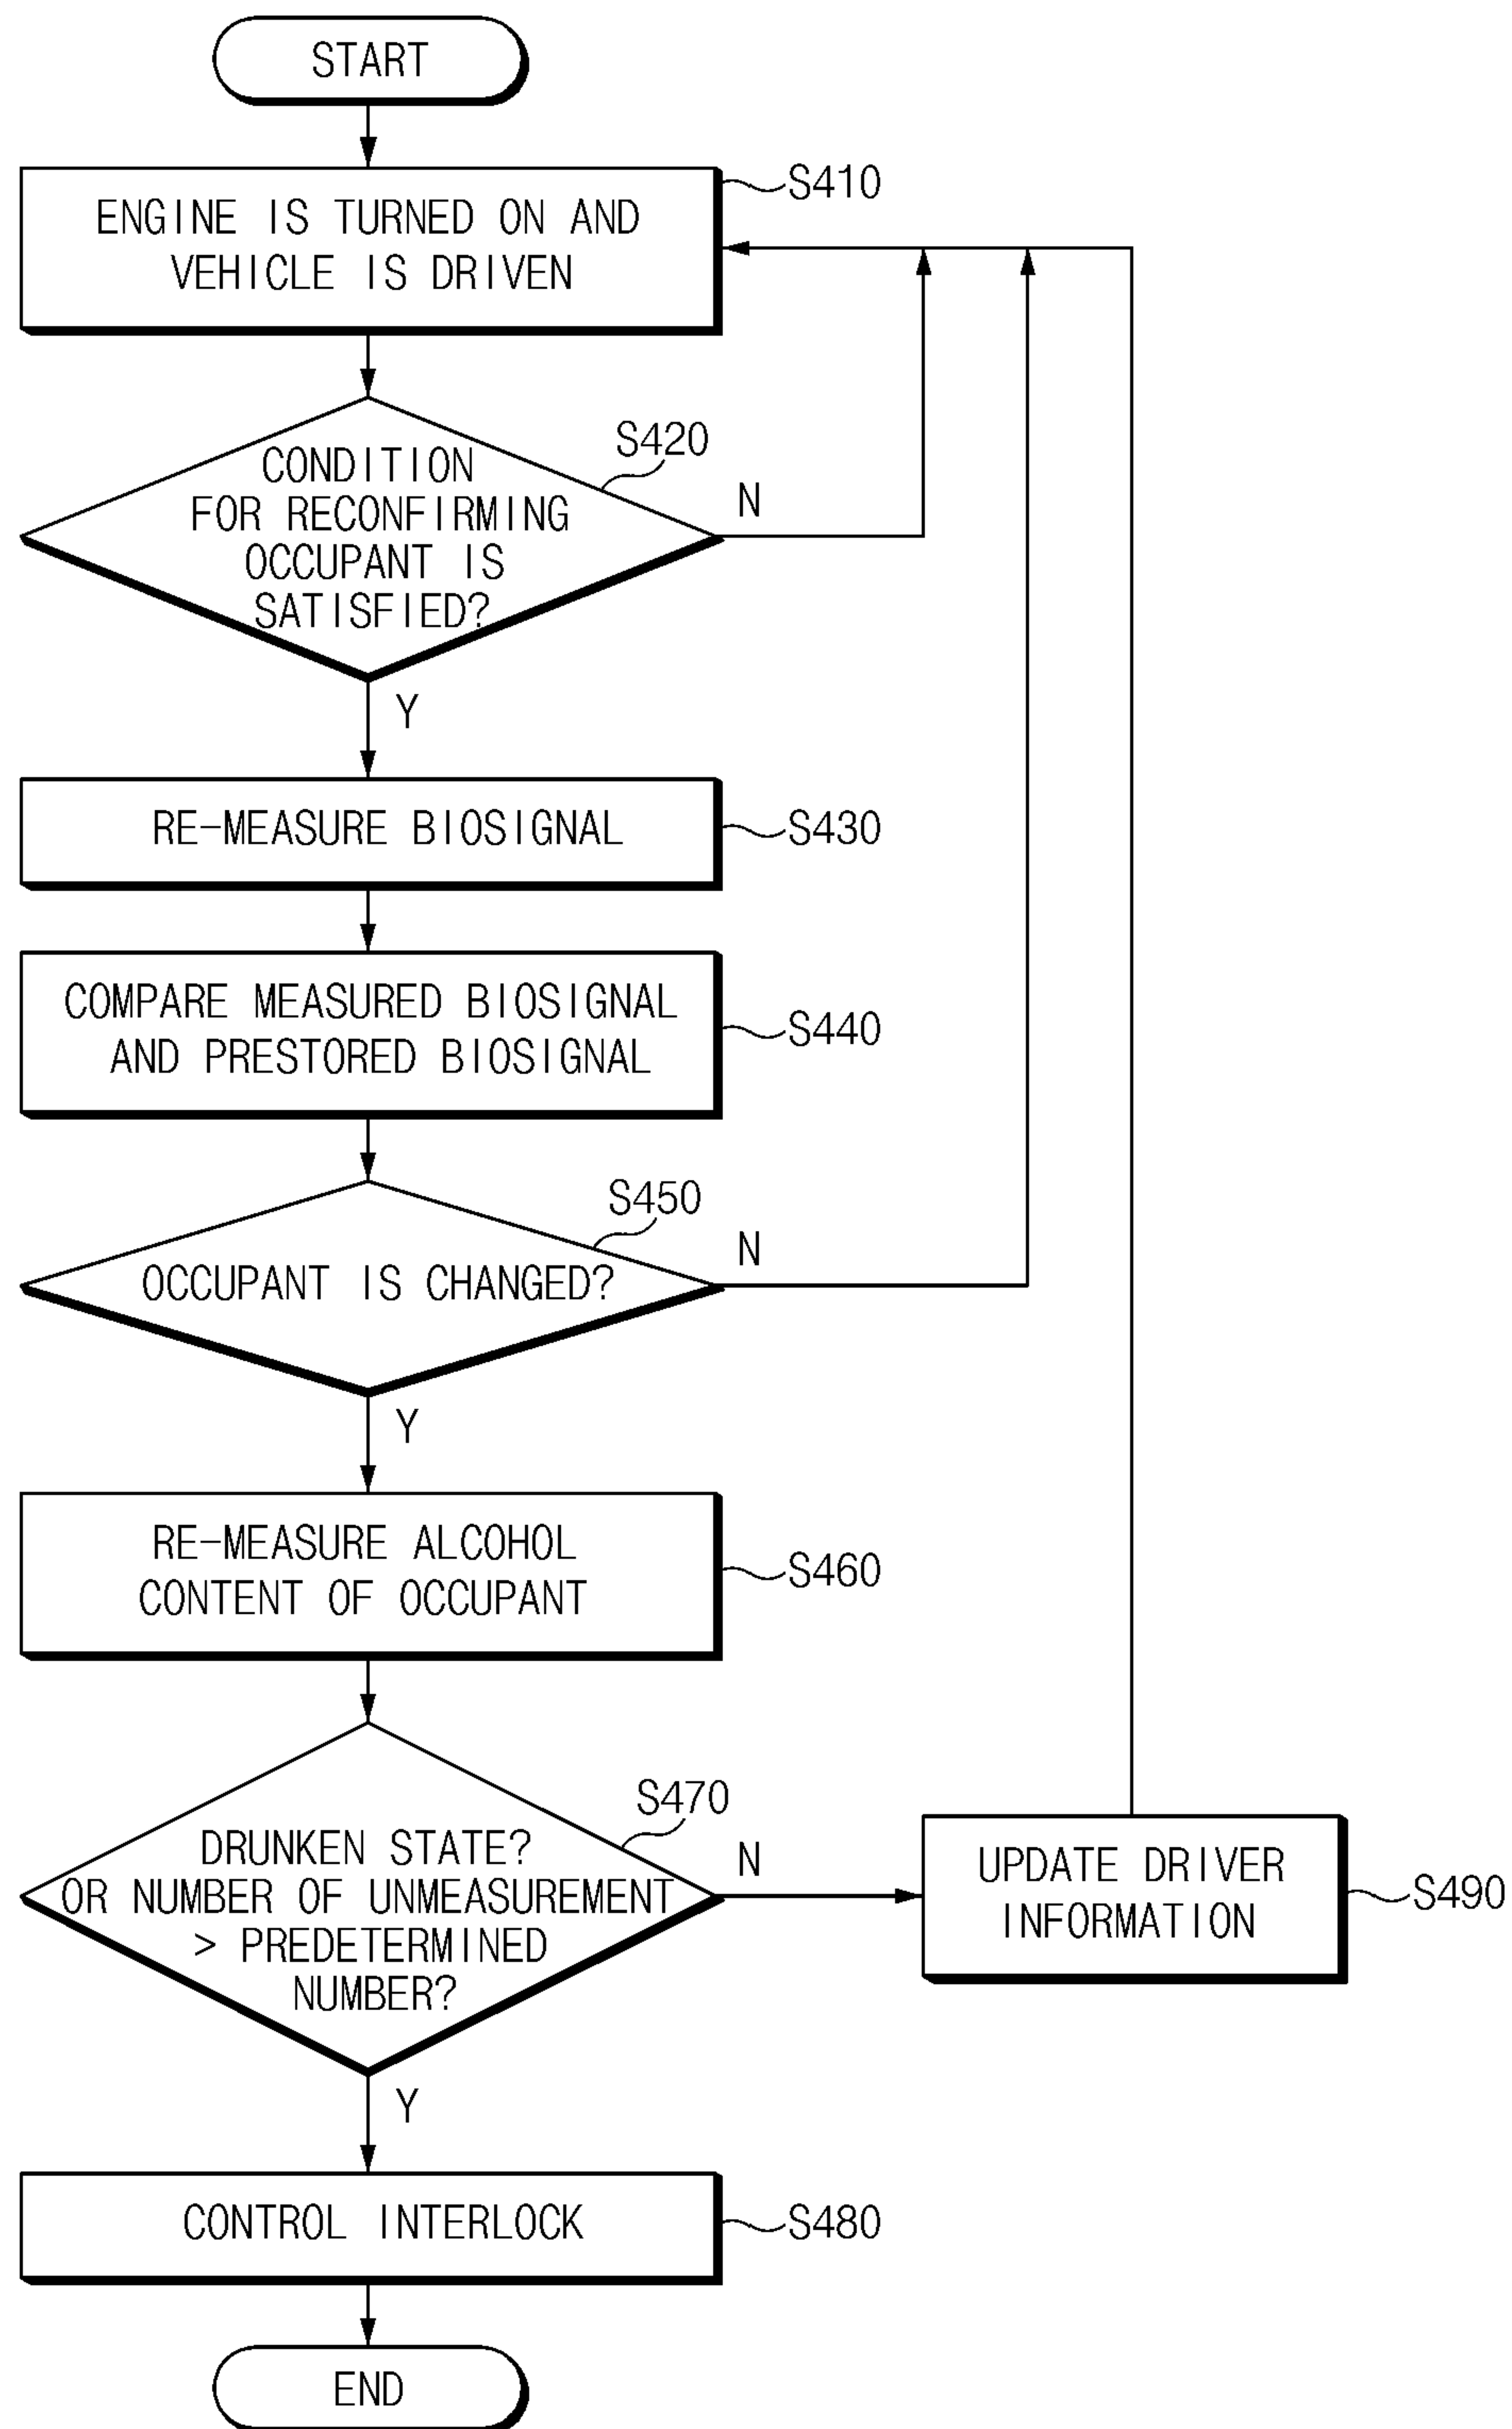 START
ENGINE IS TURNED ON AND
VEHICLE IS DRIVEN
S410
CONDITION
FOR RECONFIRMING
OCCUPANT IS
SATISFIED?
S420
N
Y
RE-MEASURE BIOSIGNAL
S430
COMPARE MEASURED BIOSIGNAL
AND PRESTORED BIOSIGNAL
S440
OCCUPANT IS CHANGED?
S450
N
Y
RE-MEASURE ALCOHOL
CONTENT OF OCCUPANT
S460
DRUNKEN STATE?
OR NUMBER OF UNMEASUREMENT
> PREDETERMINED
NUMBER?
S470
N
UPDATE DRIVER
INFORMATION
S490
Y
CONTROL INTERLOCK
S480
END